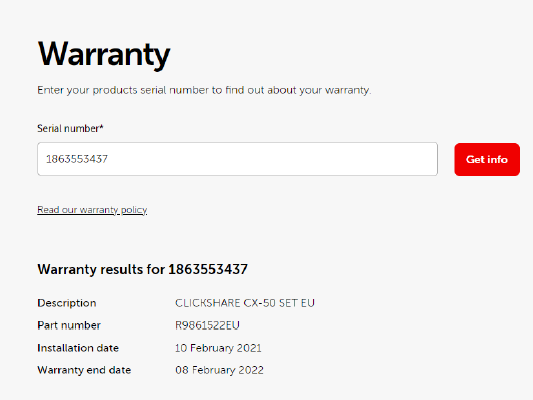 Warranty
Enter your products serial number to find out about your warranty.
Serial number*
1863553437
Get info
Read our warranty policy
Warranty results for 1863553437
Description CLICKSHARE CX-50 SET EU
Part number R9861522EU
Installation date 10 February 2021
Warranty end date 08 February 2022